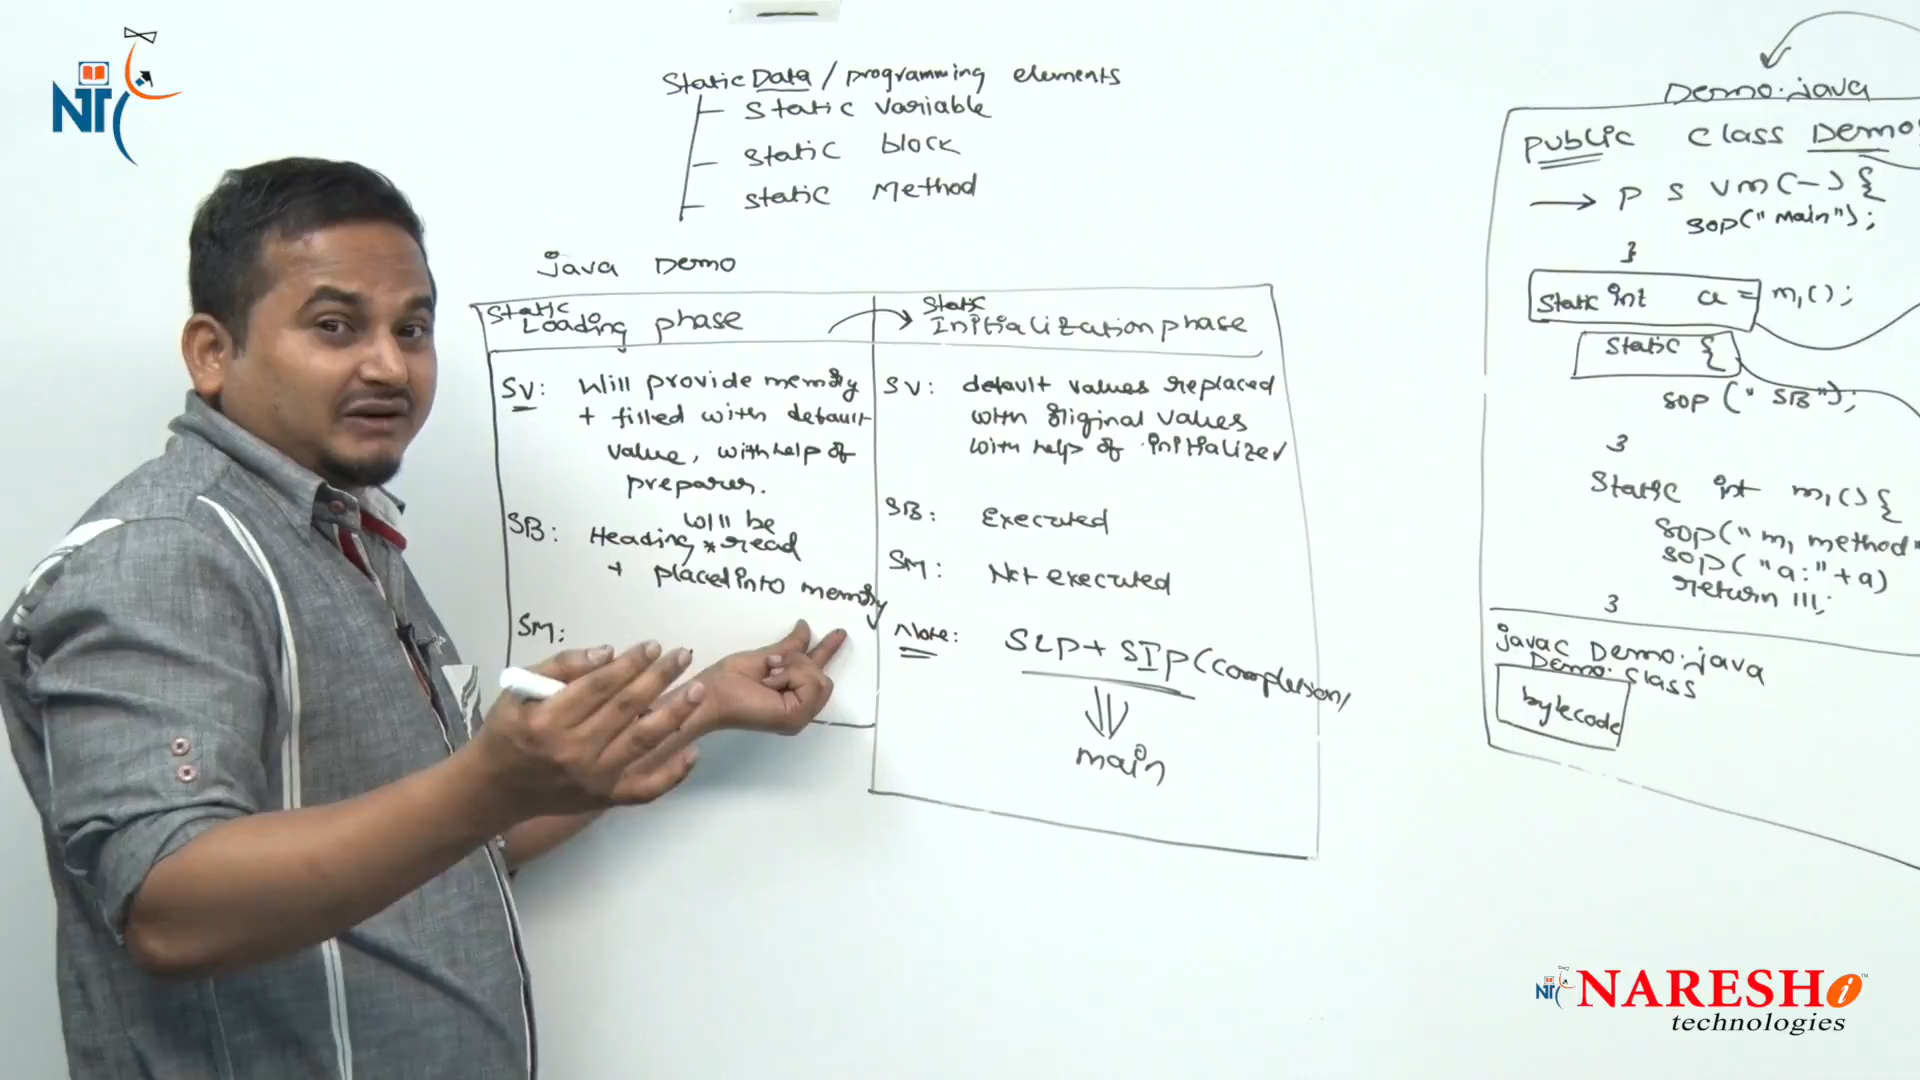 NTC
Static Data / programming elements
Static variable
static block
static Method
java Demo
Static
Loading phase
Static
Initialization phase
SV: Will provide memory
+ filled with default
value, with help of
preparer.
SB: will be
Heading * read
+ placed into memory
SM:
SV: default values replaced
with original values
with help of initializer
SB: Executed
SM: Not executed
Note: SLP + SIP (completion)
main
Demo.java
public class Demo
P S V m(-) {
sop("main");
}
Static int a = m1();
Static {
sop("SB");
}
Static int m1() {
sop("m1 method"
sop("a:"+a)
return 111;
}
javac Demo.java
Demo.class
bytecode
NTC NARESH i ™
technologies